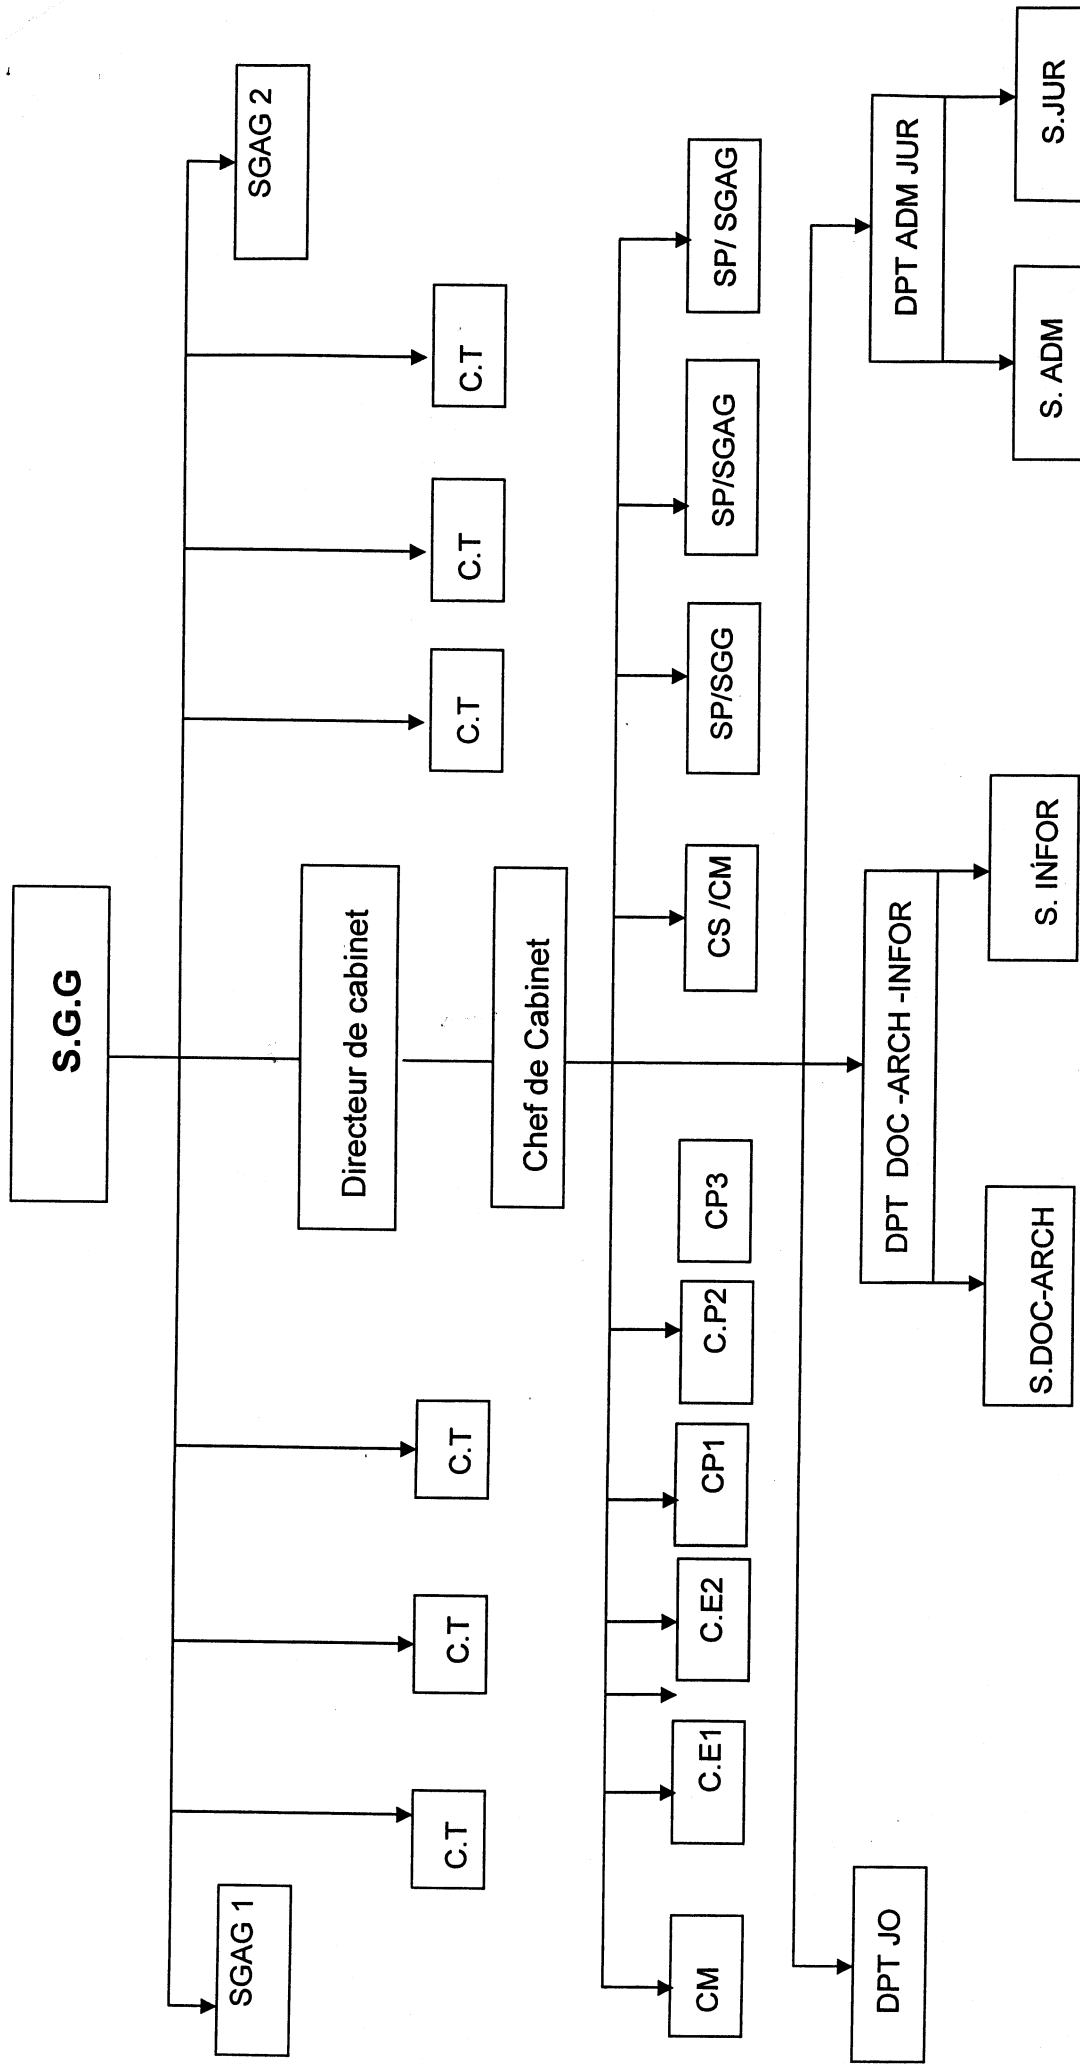 S.G.G
SGAG 1
SGAG 2
Directeur de cabinet
C.T
C.T
C.T
C.T
C.T
C.T
Chef de Cabinet
CM
C.E1
C.E2
CP1
C.P2
CP3
CS /CM
SP/SGG
SP/SGAG
SP/ SGAG
DPT JO
DPT DOC -ARCH -INFOR
DPT ADM JUR
S.DOC-ARCH
S. INFOR
S. ADM
S.JUR